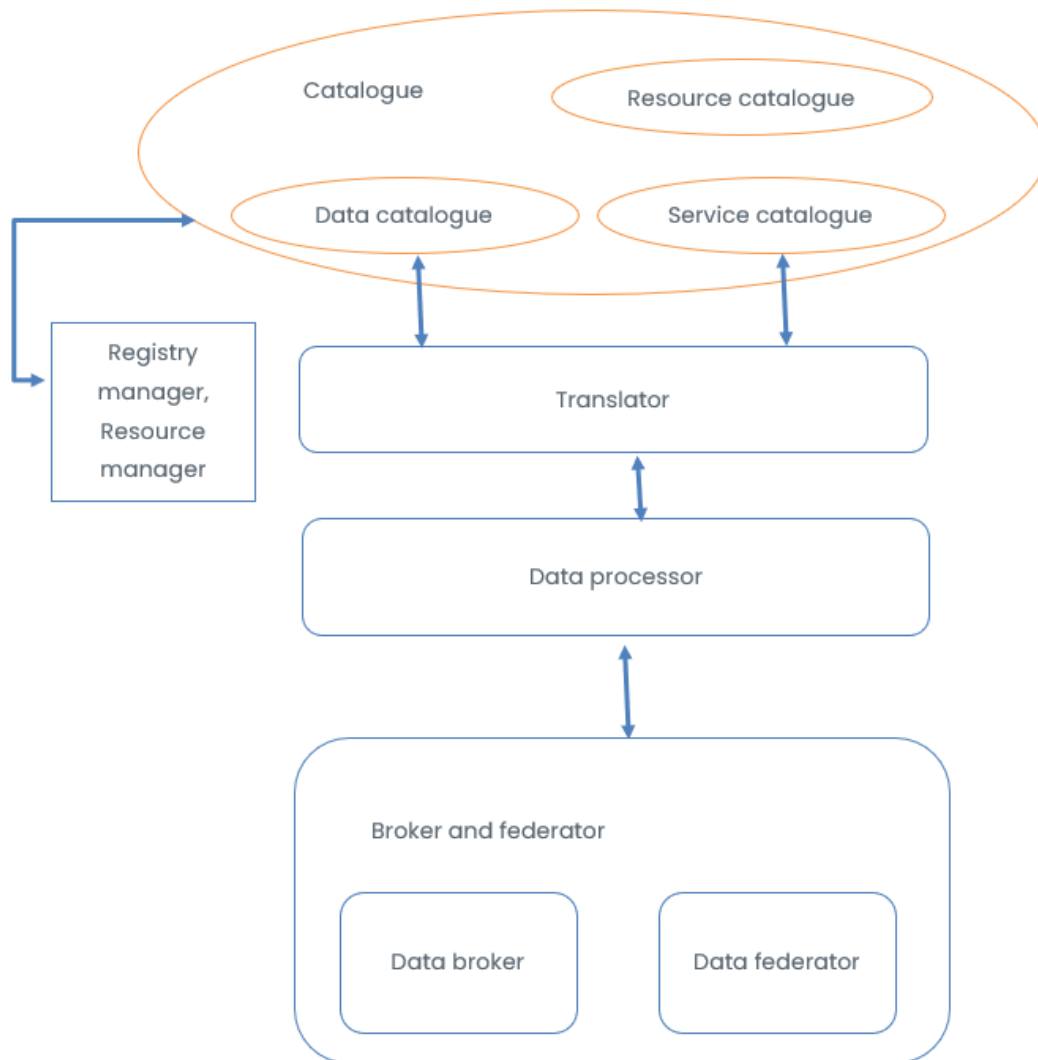 Catalogue
Resource catalogue
Data catalogue
Service catalogue
Registry
manager,
Resource
manager
Translator
Data processor
Broker and federator
Data broker
Data federator